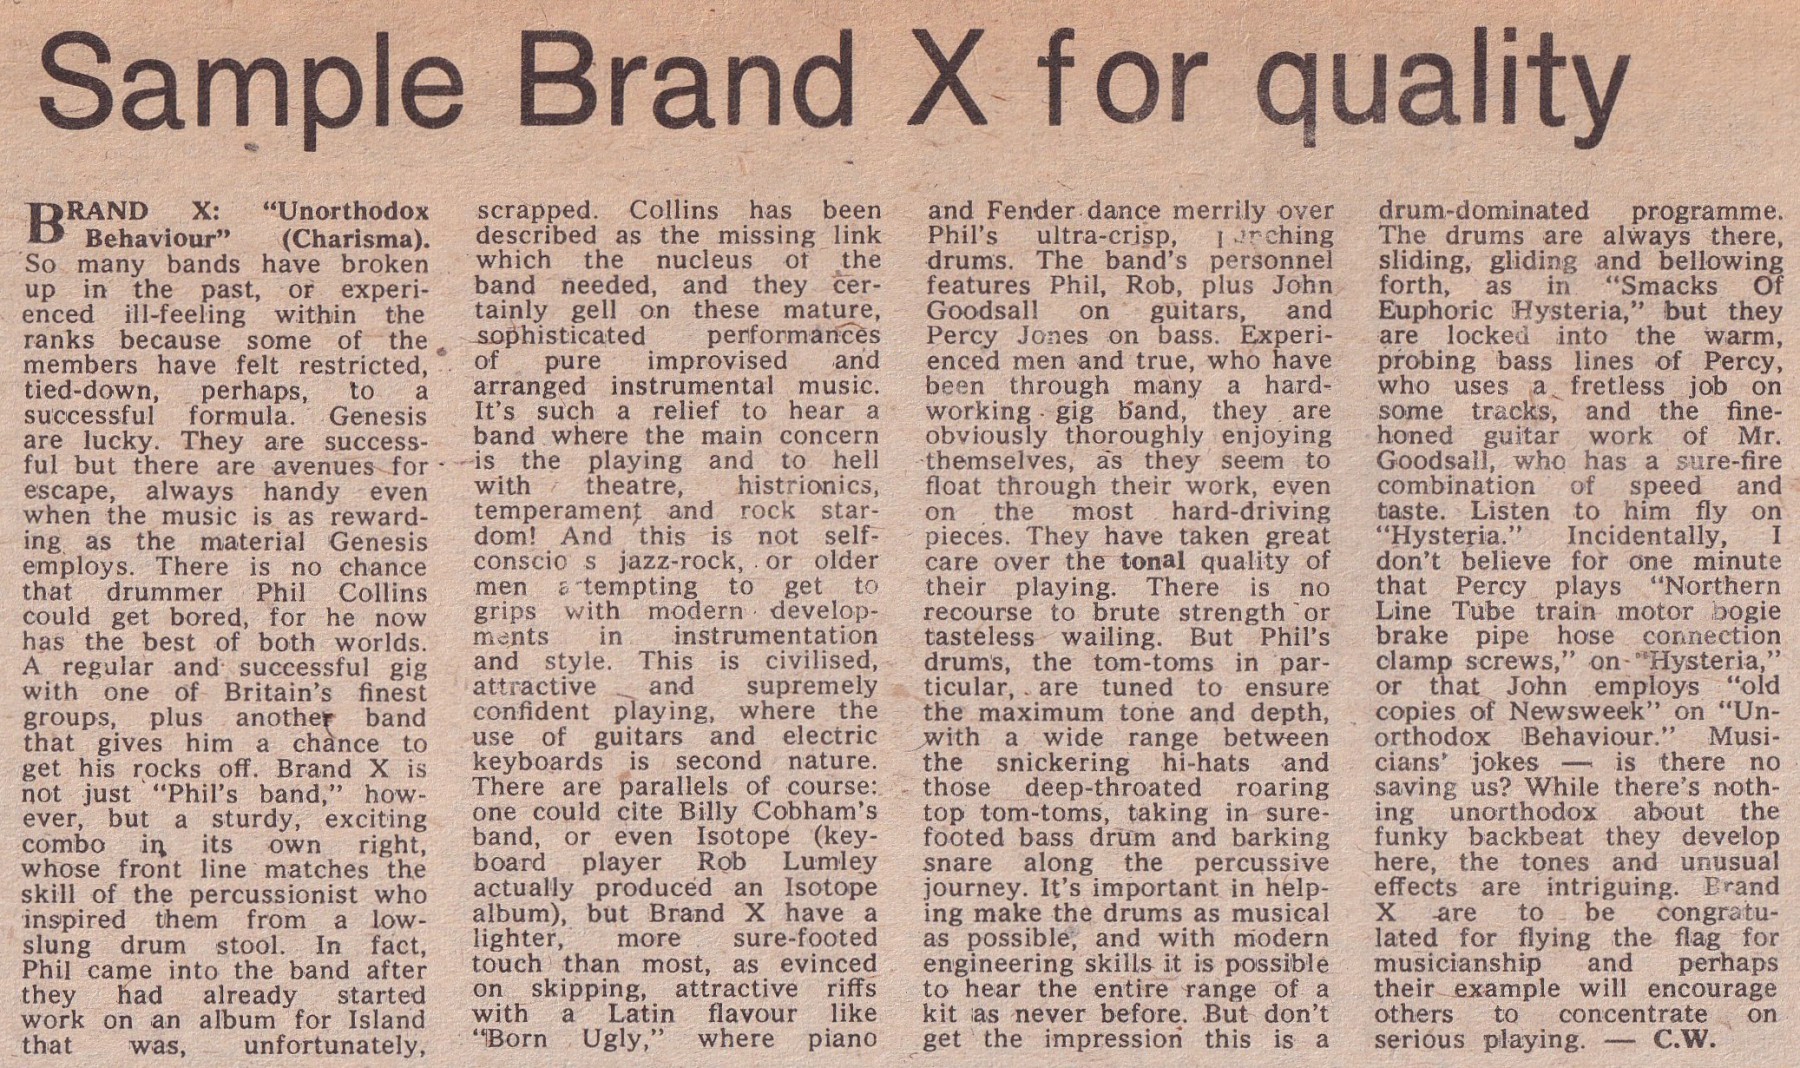 Sample Brand X for quality
BRAND X: “Unorthodox
Behaviour” (Charisma).
So many bands have broken
up in the past, or experi-
enced ill-feeling within the
ranks because some of the
members have felt restricted,
tied-down, perhaps, to a
successful formula. Genesis
are lucky. They are success-
ful but there are avenues for
escape, always handy even
when the music is as reward-
ing as the material Genesis
employs. There is no chance
that drummer Phil Collins
could get bored, for he now
has the best of both worlds.
A regular and successful gig
with one of Britain's finest
groups, plus another band
that gives him a chance to
get his rocks off. Brand X is
not just “Phil's band,” how-
ever, but a sturdy, exciting
combo in its own right,
whose front line matches the
skill of the percussionist who
inspired them from a low-
slung drum stool. In fact,
Phil came into the band after
they had already started
work on an album for Island
that was, unfortunately,
scrapped. Collins has been
described as the missing link
which the nucleus of the
band needed, and they cer-
tainly gell on these mature,
sophisticated performances
of pure improvised and
arranged instrumental music.
It's such a relief to hear a
band where the main concern
is the playing and to hell
with theatre, histrionics,
temperament and rock star-
dom! And this is not self-
conscio s jazz-rock, or older
men attempting to get to
grips with modern develop-
ments in instrumentation
and style. This is civilised,
attractive and supremely
confident playing, where the
use of guitars and electric
keyboards is second nature.
There are parallels of course:
one could cite Billy Cobham's
band, or even Isotope (key-
board player Rob Lumley
actually produced an Isotope
album), but Brand X have a
lighter, more sure-footed
touch than most, as evinced
on skipping, attractive riffs
with a Latin flavour like
“Born Ugly,” where piano
and Fender dance merrily over
Phil's ultra-crisp,
drums. The band's personnel
features Phil, Rob, plus John
Goodsall on guitars, and
Percy Jones on bass. Experi-
enced men and true, who have
been through many a hard-
working gig band, they are
obviously thoroughly enjoying
themselves, as they seem to
float through their work, even
on the most hard-driving
pieces. They have taken great
care over the tonal quality of
their playing. There is no
recourse to brute strength or
tasteless wailing. But Phil's
drums, the tom-toms in par-
ticular, are tuned to ensure
the maximum tone and depth,
with a wide range between
the snickering hi-hats and
those deep-throated roaring
top tom-toms, taking in sure-
footed bass drum and barking
snare along the percussive
journey. It's important in help-
ing make the drums as musical
as possible, and with modern
engineering skills it is possible
to hear the entire range of a
kit as never before. But don't
get the impression this is a
drum-dominated programme.
The drums are always there,
sliding, gliding and bellowing
forth, as in “Smacks Of
Euphoric Hysteria,” but they
are locked into the warm,
probing bass lines of Percy,
who uses a fretless job on
some tracks, and the fine-
honed guitar work of Mr.
Goodsall, who has a sure-fire
combination of speed and
taste. Listen to him fly on
“Hysteria.” Incidentally, I
don't believe for one minute
that Percy plays “Northern
Line Tube train motor bogie
brake pipe hose connection
clamp screws,” on “Hysteria,”
or that John employs “old
copies of Newsweek” on “Un-
orthodox Behaviour.” Musi-
cians' jokes — is there no
saving us? While there's noth-
ing unorthodox about the
funky backbeat they develop
here, the tones and unusual
effects are intriguing. Brand
X are to be congratu-
lated for flying the flag for
musicianship and perhaps
their example will encourage
others to concentrate on
serious playing. — C.W.